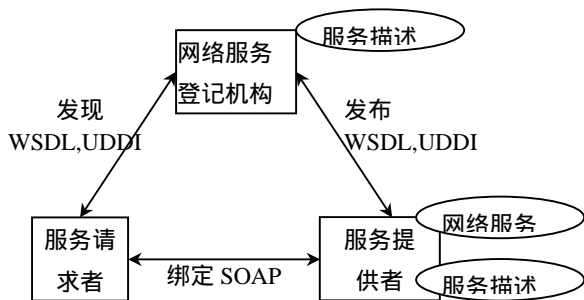 服务描述
网络服务
登记机构
发现
WSDL,UDDI
发布
WSDL,UDDI
服务请
求者
绑定 SOAP
服务提
供者
网络服务
服务描述